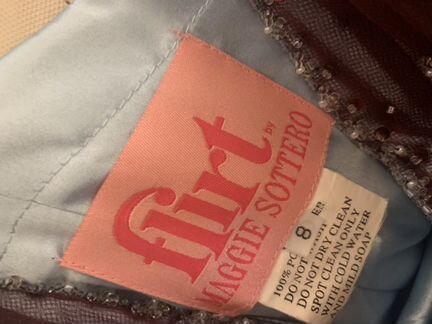 flirt
by
MAGGIE SOTTERO
8
100%
DO NOT
DO NOT DRY CLEAN
SPOT CLEAN ONLY
WITH COLD WATER
AND MILD SOAP